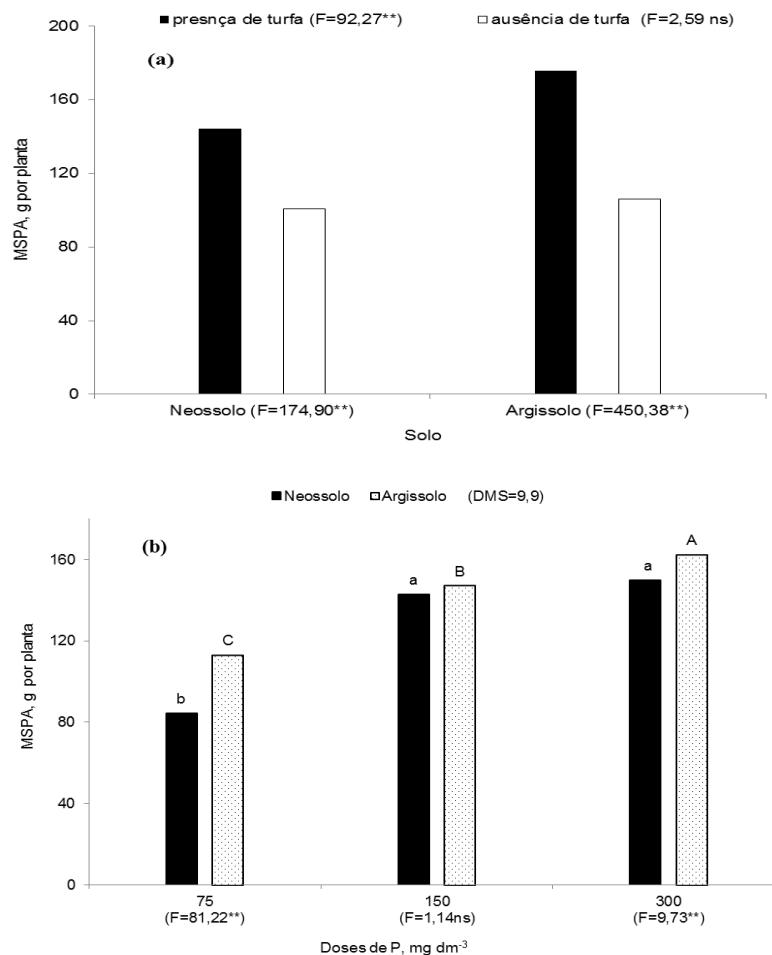 ■presnça de turfa (F=92,27**) □ausência de turfa (F=2,59 ns)
(a)
MSPA, g por planta
200
160
120
80
40
0
Neossolo (F=174,90**) Argissolo (F=450,38**)
Solo
■Neossolo Argissolo (DMS=9,9)
(b)
MSPA, g por planta
160
120
80
40
0
b C a B a A
75 150 300
(F=81,22**) (F=1,14ns) (F=9,73**)
Doses de P, mg dm⁻³